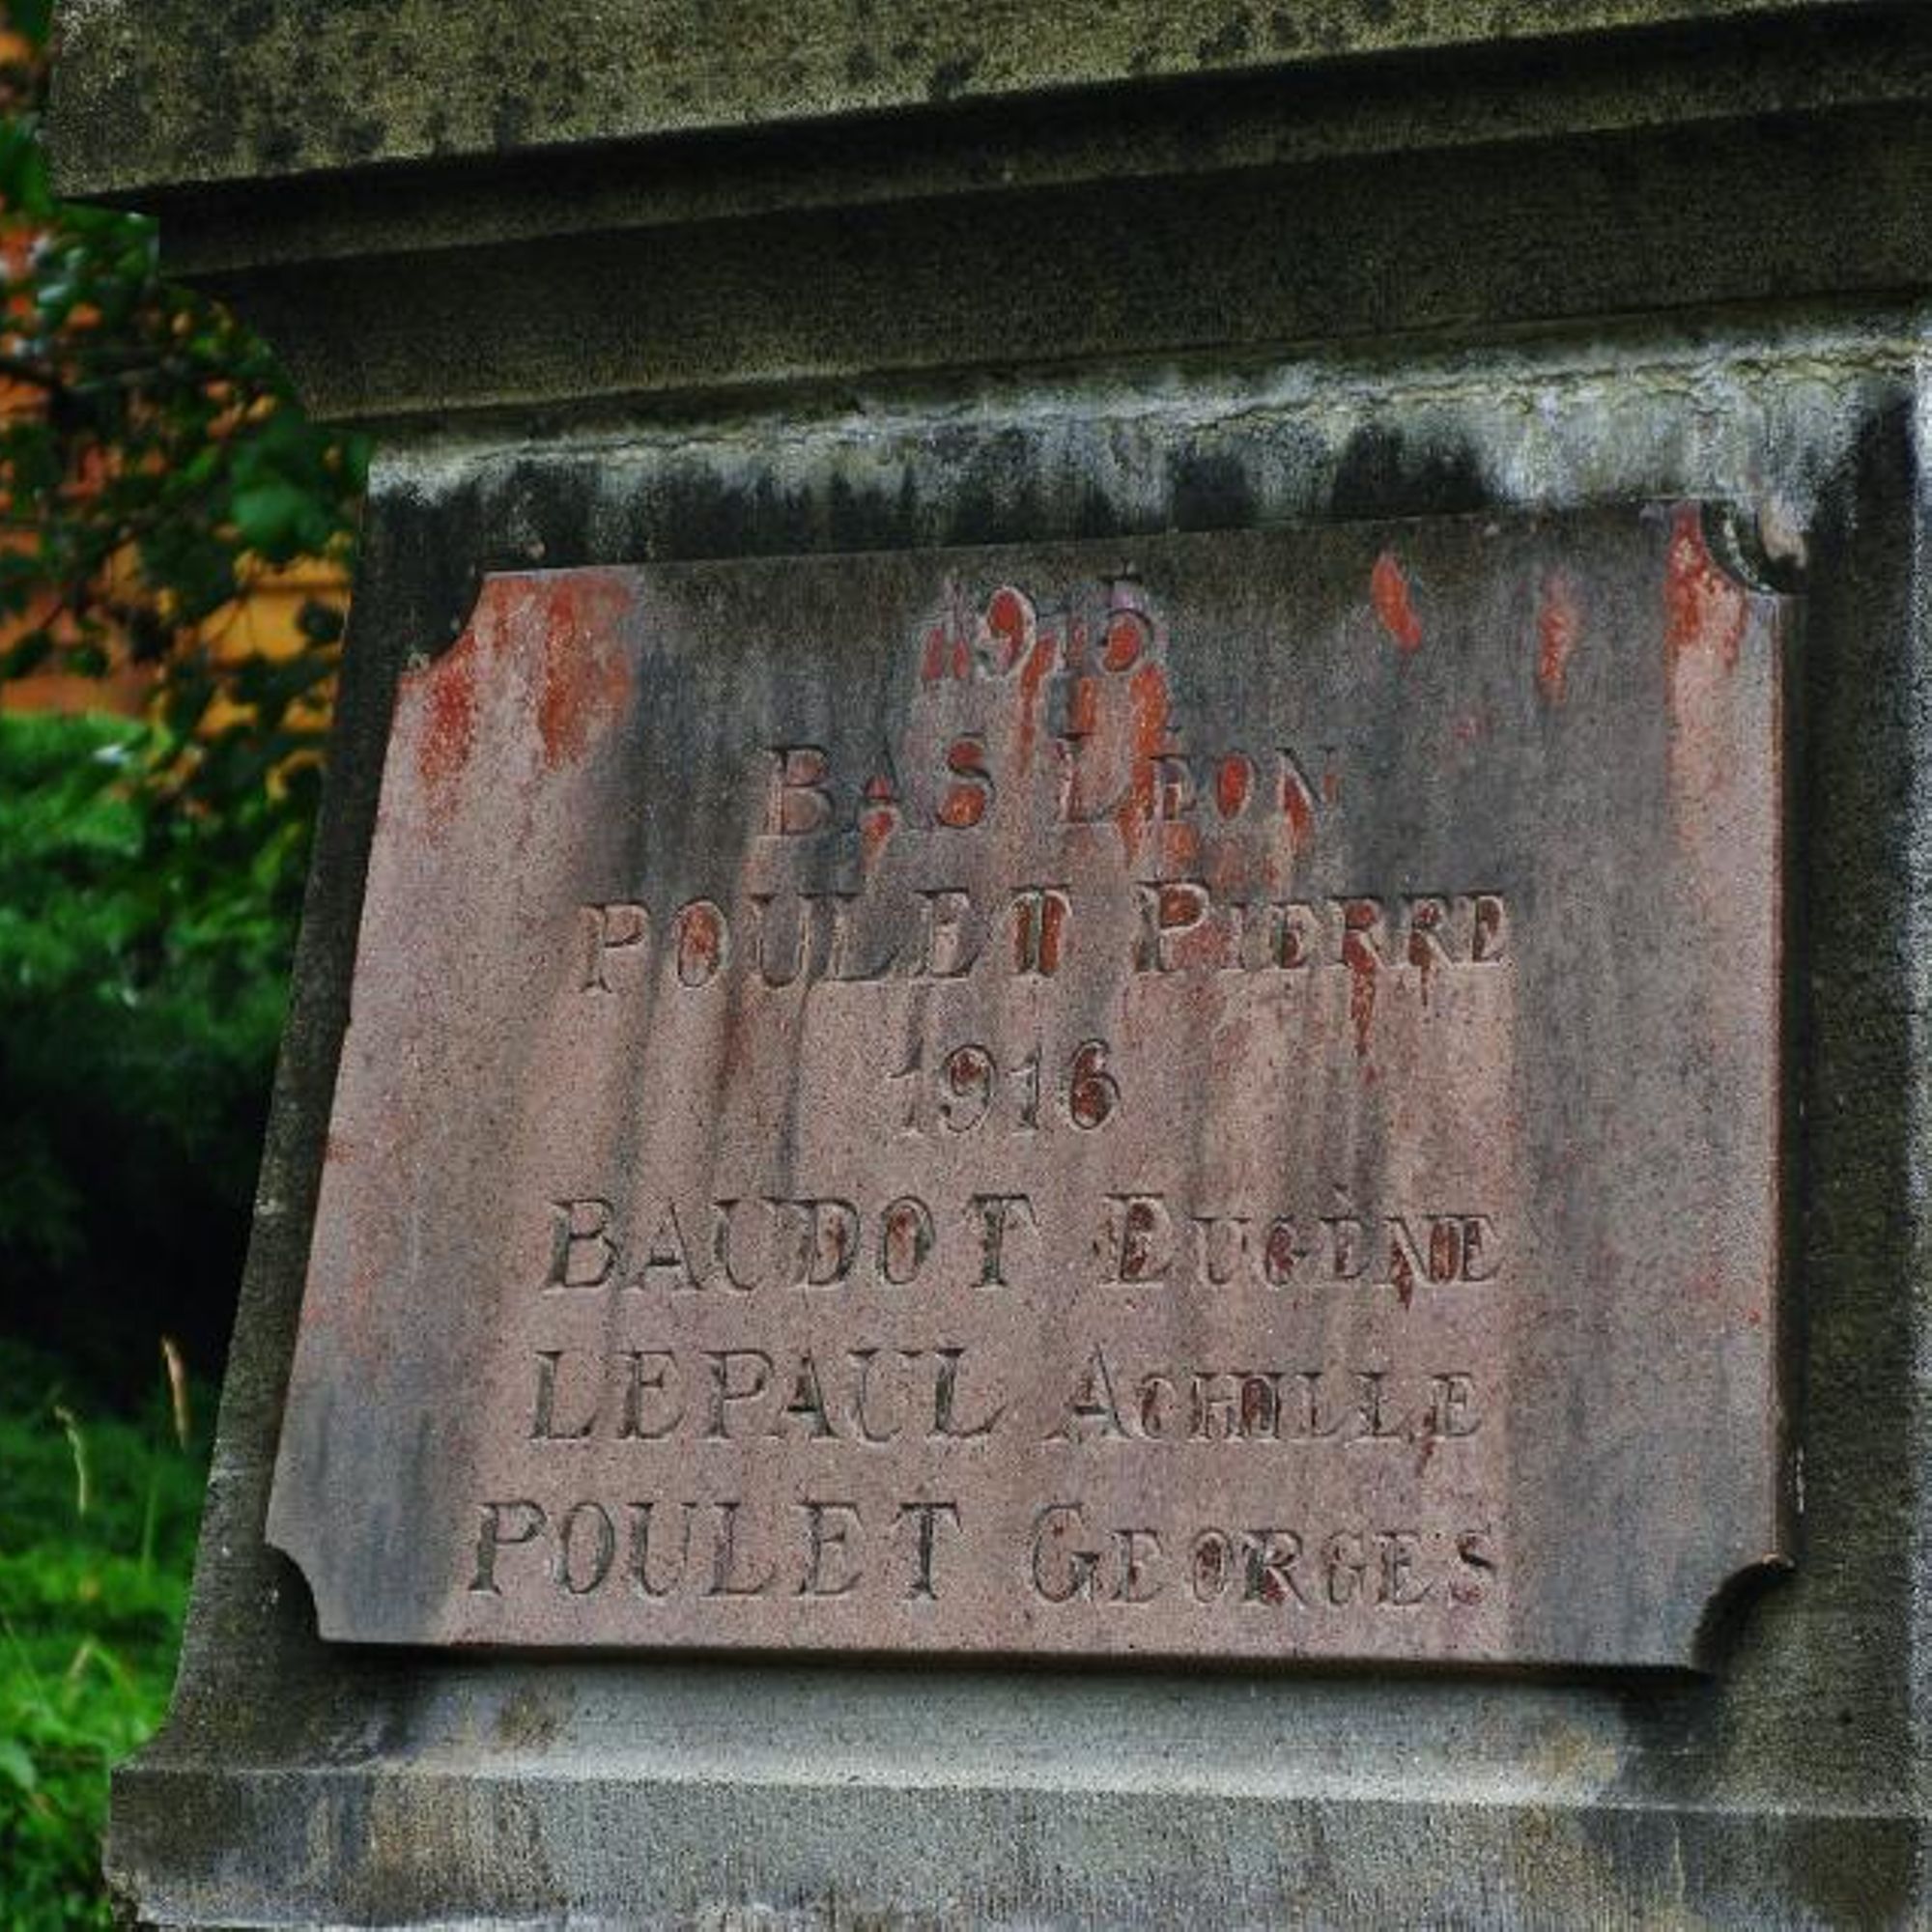 1915
BAS LÉON
POULET PIERRE
1916
BAUDOT EUGÈNE
LEPAUL ACHILLE
POULET GEORGES